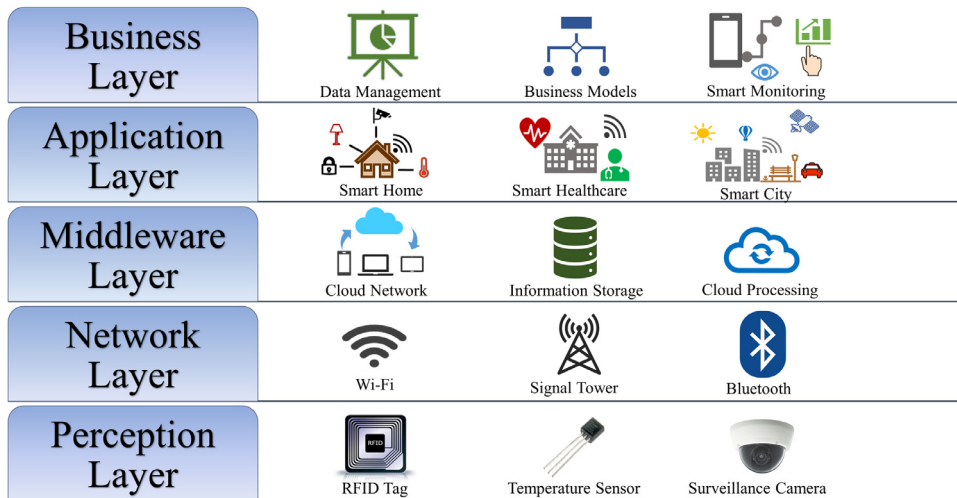 Business
Layer
Data Management
Business Models
Smart Monitoring
Application
Layer
Smart Home
Smart Healthcare
Smart City
Middleware
Layer
Cloud Network
Information Storage
Cloud Processing
Network
Layer
Wi-Fi
Signal Tower
Bluetooth
Perception
Layer
RFID
RFID Tag
Temperature Sensor
Surveillance Camera